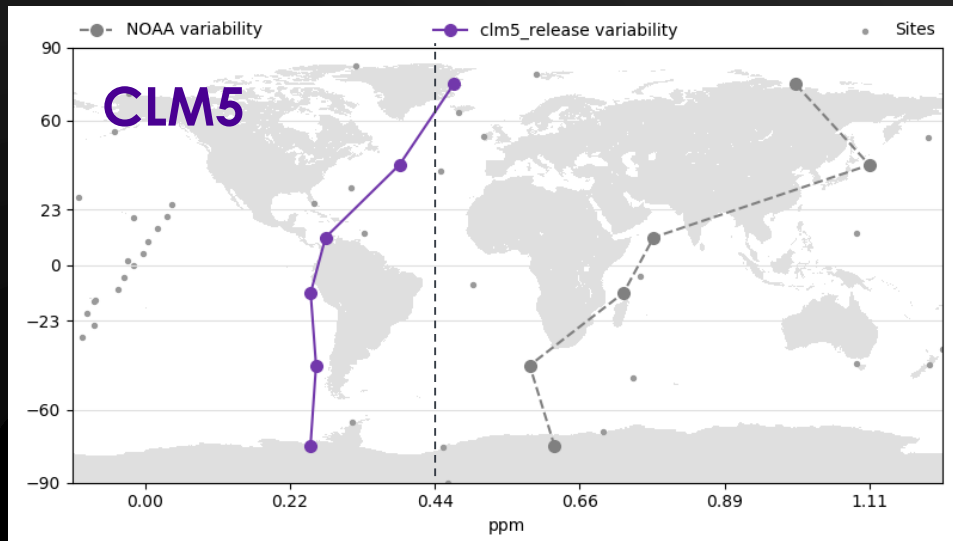 NOAA variability clm5_release variability Sites
CLM5
90
60
23
0
−23
−60
−90
0.00 0.22 0.44 0.66 0.89 1.11
ppm